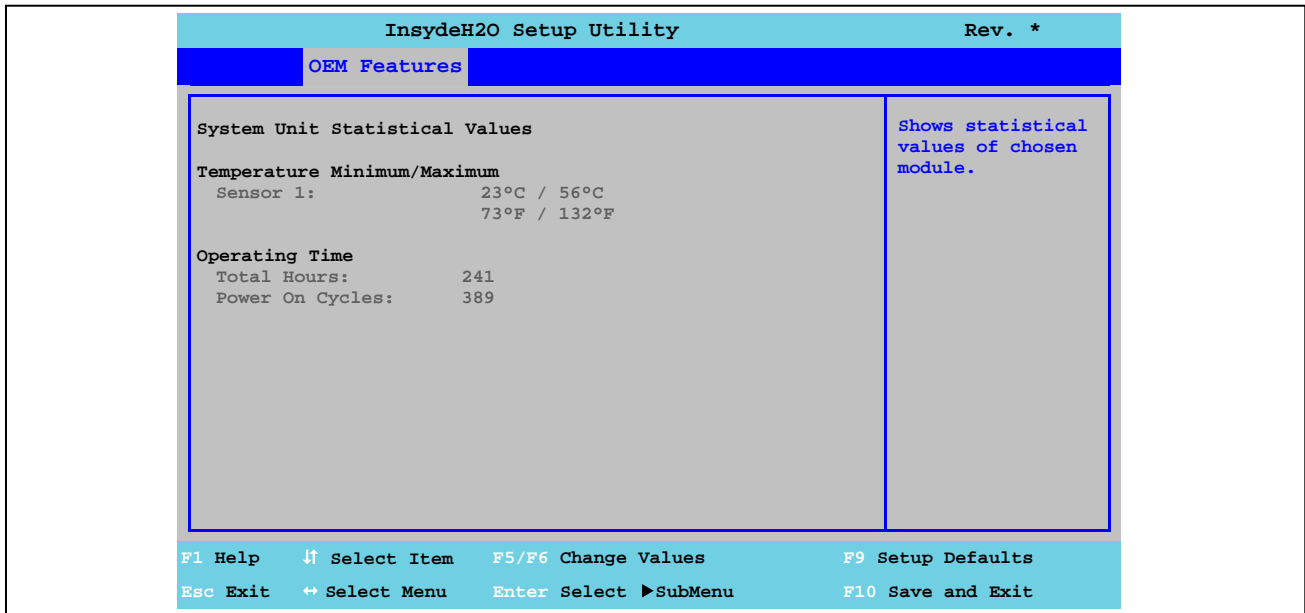 InsydeH2O Setup Utility Rev. *
OEM Features
System Unit Statistical Values
Temperature Minimum/Maximum
Sensor 1: 23°C / 56°C
73°F / 132°F
Operating Time
Total Hours: 241
Power On Cycles: 389
Shows statistical
values of chosen
module.
F1 Help ↓↑ Select Item F5/F6 Change Values F9 Setup Defaults
Esc Exit ↔ Select Menu Enter Select ▶SubMenu F10 Save and Exit